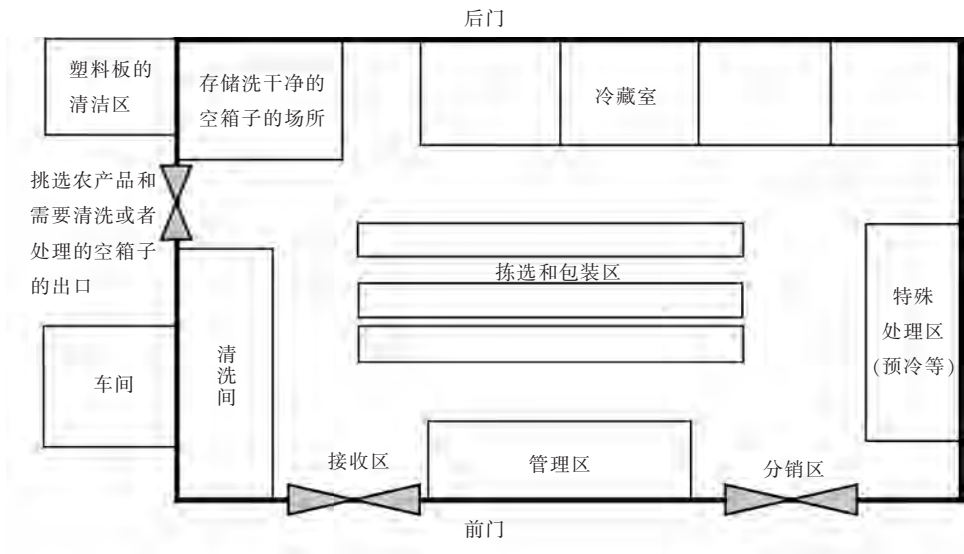 后门
塑料板的
清洁区
存储洗干净的
空箱子的场所
冷藏室
挑选农产品和
需要清洗或者
处理的空箱子
的出口
拣选和包装区
特殊
处理区
(预冷等)
车间
清洗间
接收区
管理区
分销区
前门